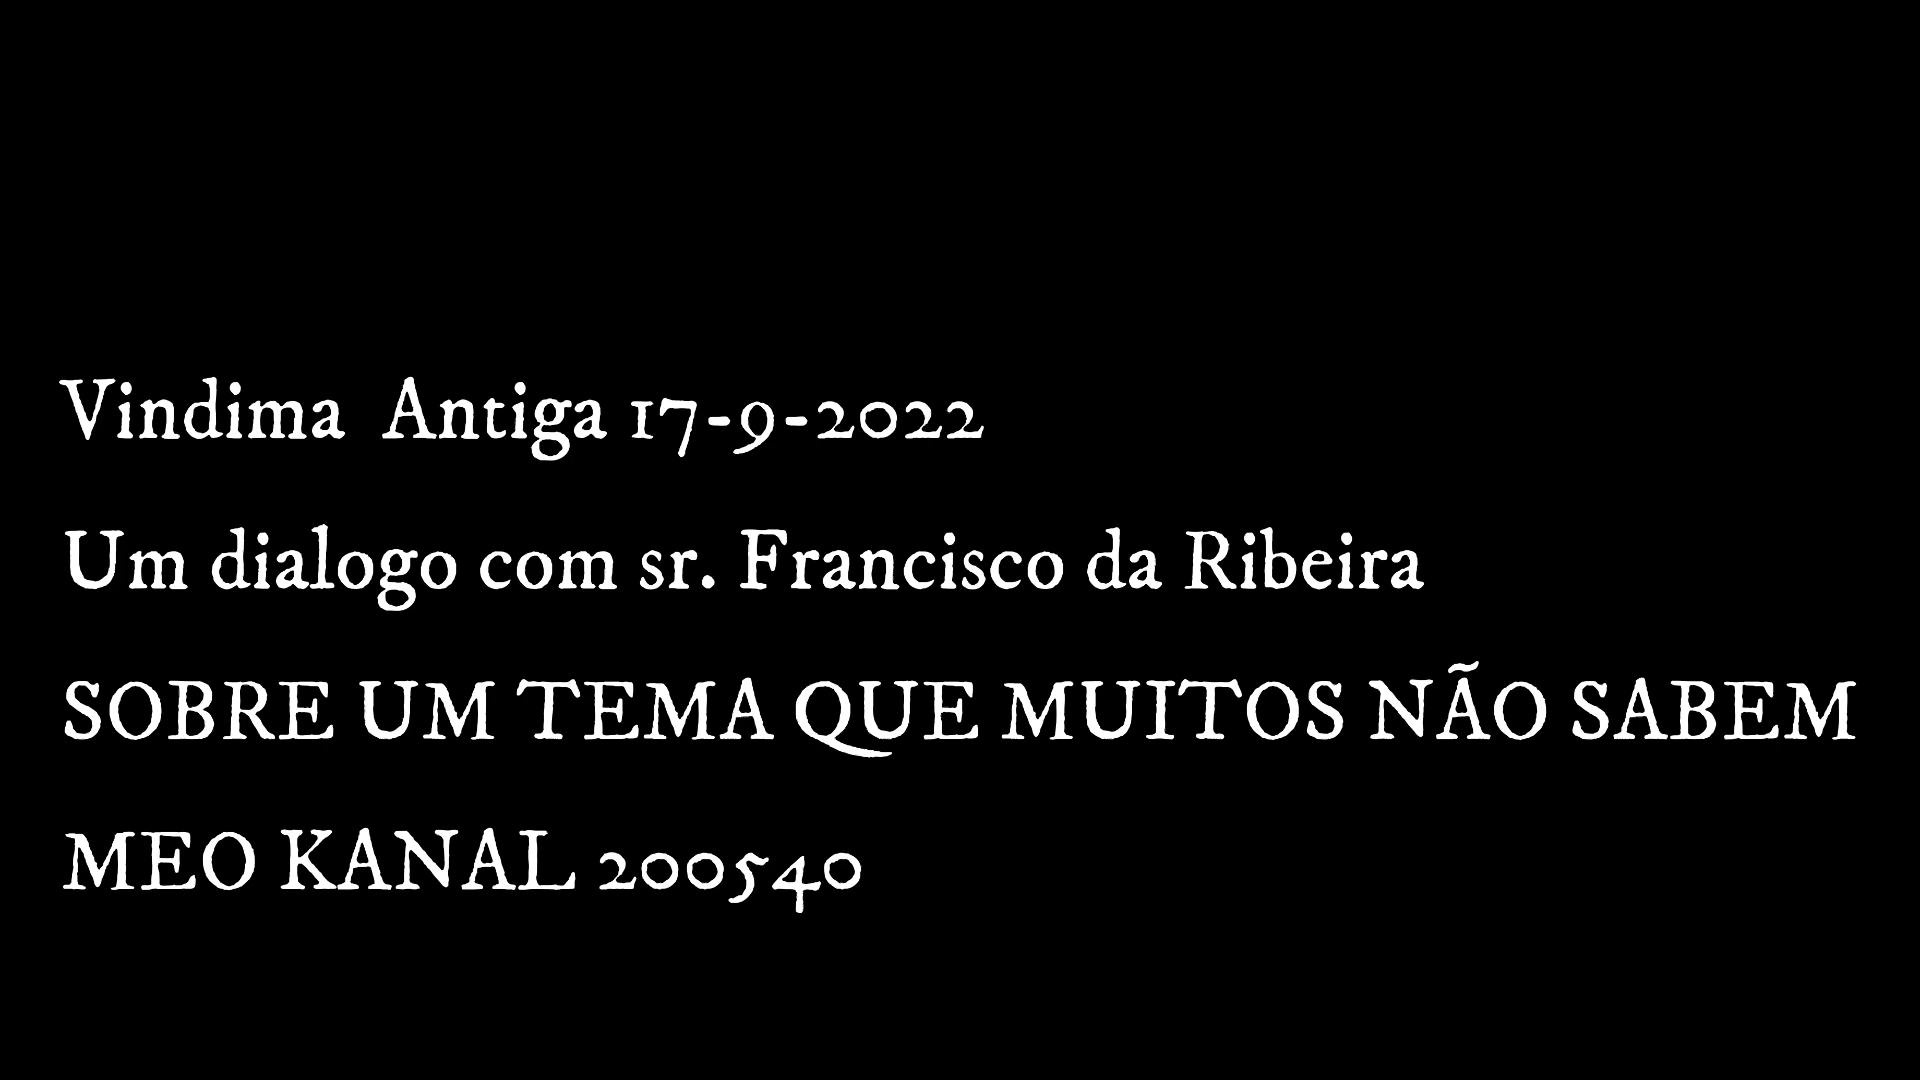 Vindima  Antiga 17-9-2022
Um dialogo com sr. Francisco da Ribeira
SOBRE UM TEMA QUE MUITOS NÃO SABEM
MEO KANAL 200540